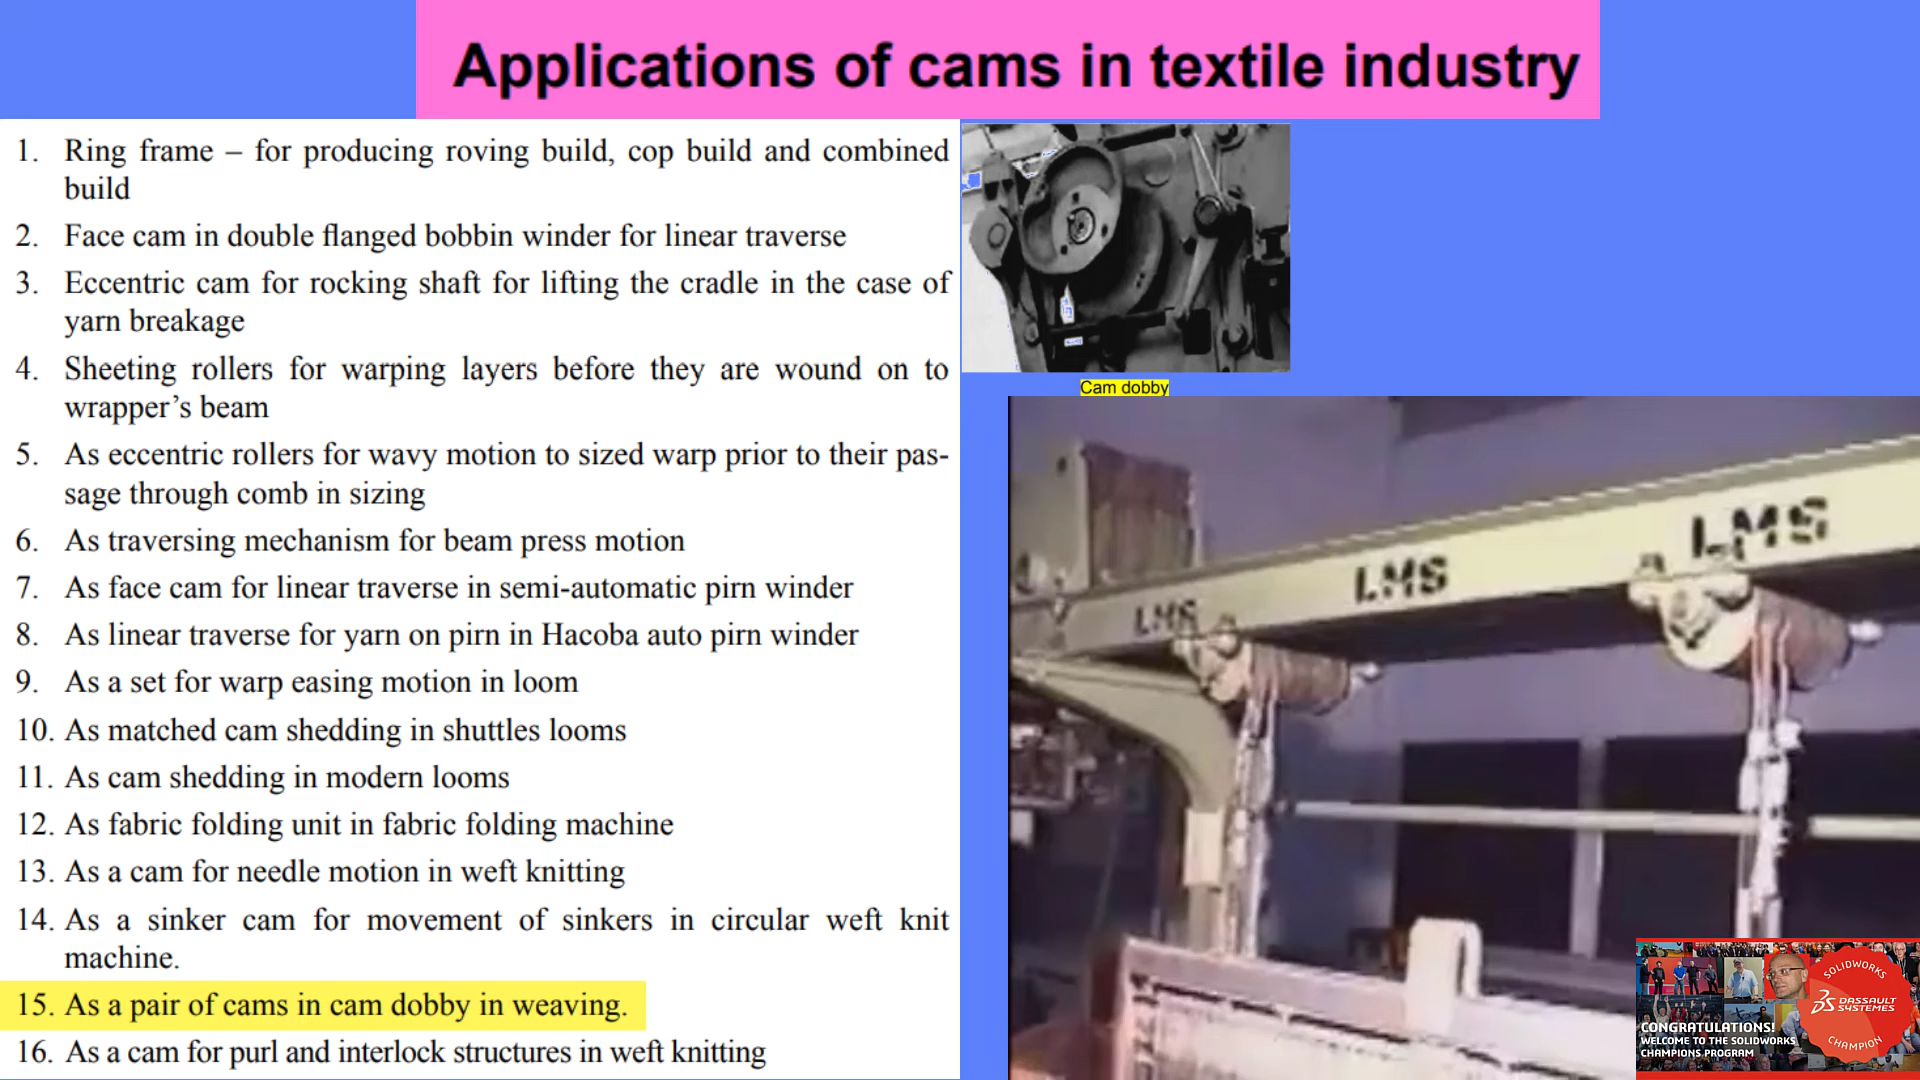 Applications of cams in textile industry
1. Ring frame – for producing roving build, cop build and combined
build
2. Face cam in double flanged bobbin winder for linear traverse
3. Eccentric cam for rocking shaft for lifting the cradle in the case of
yarn breakage
4. Sheeting rollers for warping layers before they are wound on to
wrapper’s beam
5. As eccentric rollers for wavy motion to sized warp prior to their pas-
sage through comb in sizing
6. As traversing mechanism for beam press motion
7. As face cam for linear traverse in semi-automatic pirn winder
8. As linear traverse for yarn on pirn in Hacoba auto pirn winder
9. As a set for warp easing motion in loom
10. As matched cam shedding in shuttles looms
11. As cam shedding in modern looms
12. As fabric folding unit in fabric folding machine
13. As a cam for needle motion in weft knitting
14. As a sinker cam for movement of sinkers in circular weft knit
machine.
15. As a pair of cams in cam dobby in weaving.
16. As a cam for purl and interlock structures in weft knitting
Cam dobby
LMS
LMS
LMS
CONGRATULATIONS!
WELCOME TO THE SOLIDWORKS
CHAMPIONS PROGRAM
SOLIDWORKS
DASSAULT
SYSTEMES
CHAMPION